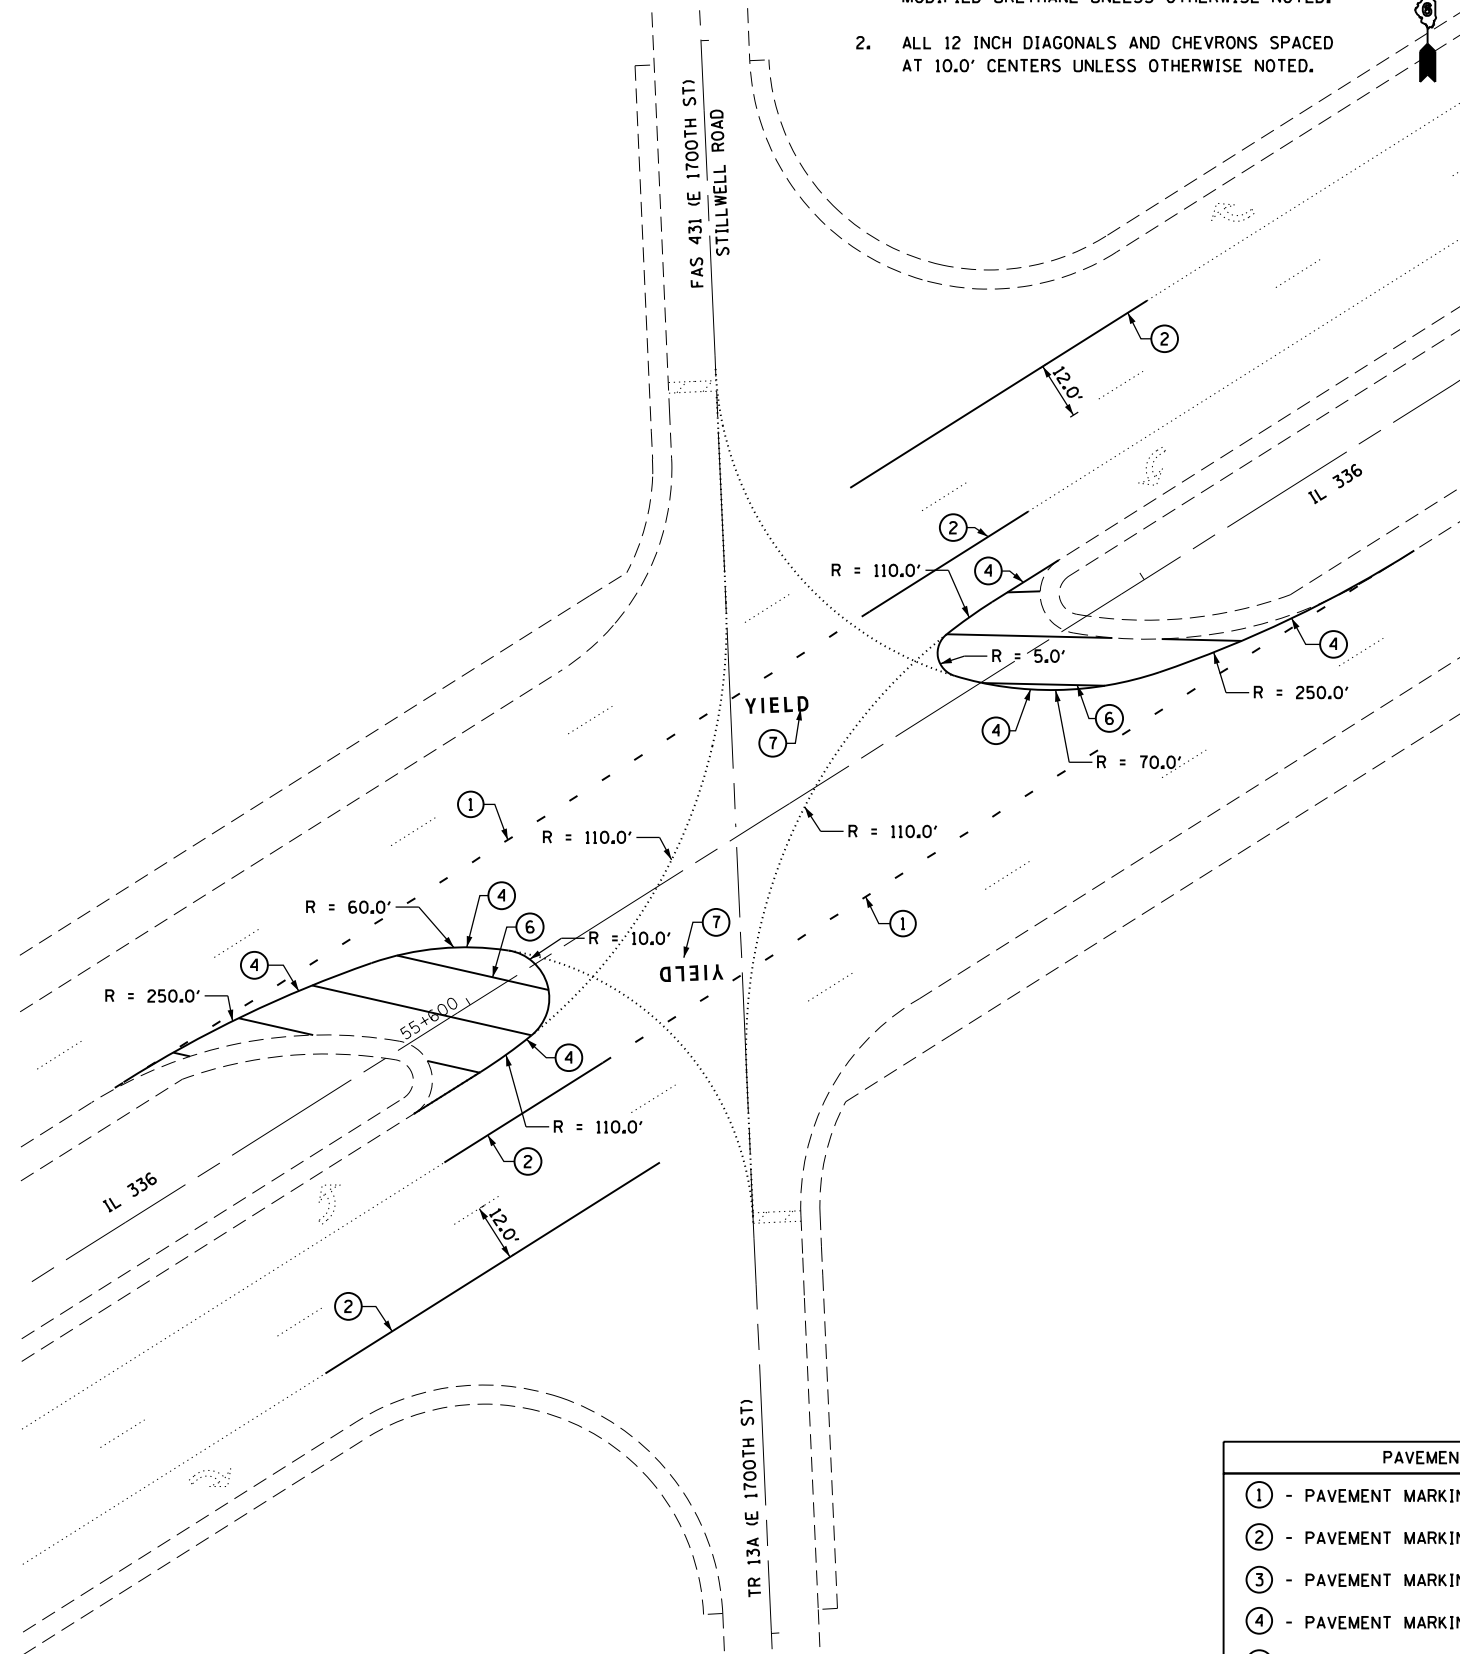 MODIFIED URETHANE UNLESS OTHERWISE NOTED.
2. ALL 12 INCH DIAGONALS AND CHEVRONS SPACED
AT 10.0' CENTERS UNLESS OTHERWISE NOTED.
FAS 431 (E 1700TH ST)
STILLWELL ROAD
2
12.0'
IL 336
2
R = 110.0'
4
R = 5.0'
4
YIELD
R = 250.0'
4
6
7
R = 70.0'
1
R = 110.0'
R = 110.0'
4
R = 60.0'
6
7
1
R = 10.0'
4
YIELD
R = 250.0'
55+600
4
R = 110.0'
2
IL 336
12.0'
2
TR 13A (E 1700TH ST)
PAVEMEN
1 - PAVEMENT MARKIN
2 - PAVEMENT MARKIN
3 - PAVEMENT MARKIN
4 - PAVEMENT MARKIN